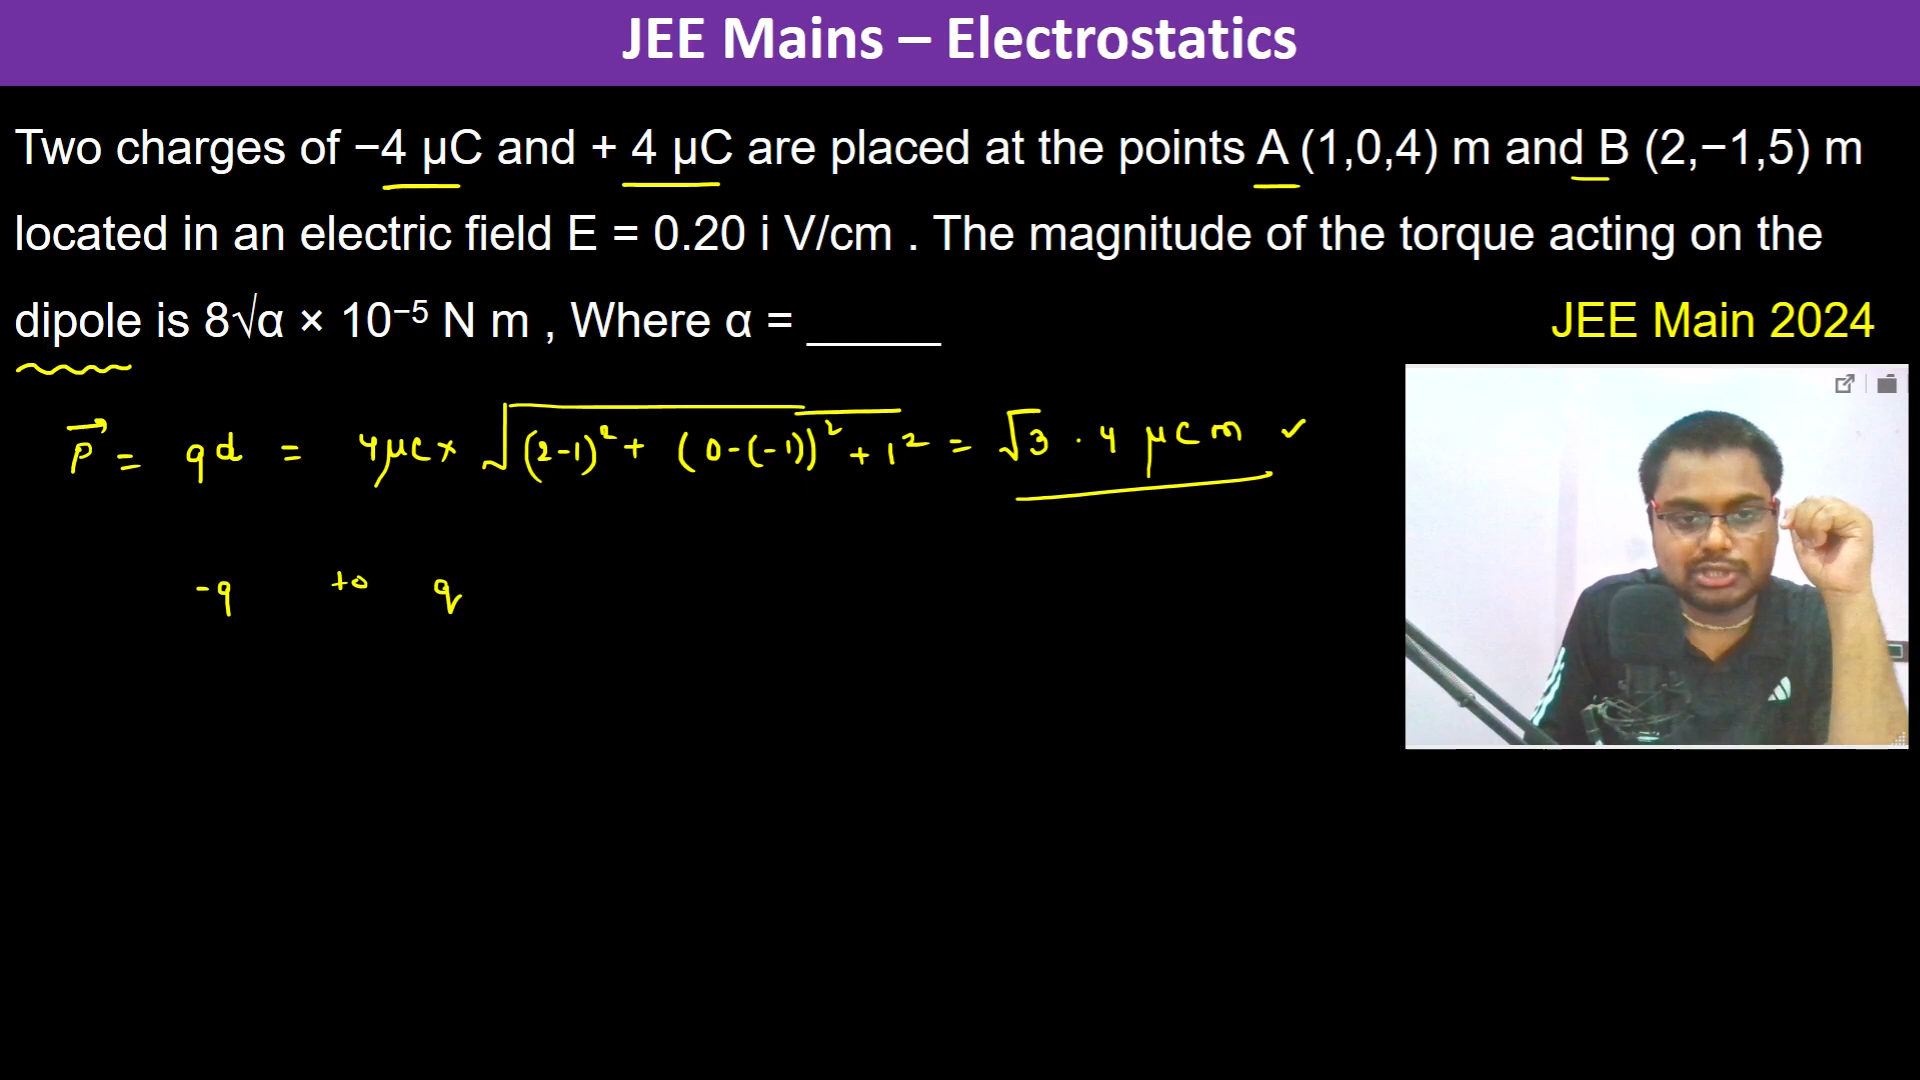 JEE Mains – Electrostatics
Two charges of −4 μC and + 4 μC are placed at the points A (1,0,4) m and B (2,−1,5) m
located in an electric field E = 0.20 i V/cm . The magnitude of the torque acting on the
dipole is 8√α × 10⁻⁵ N m , Where α = ______
JEE Main 2024
P⃗ = qd = 4μC × √((2-1)² + (0-(-1))² + 1²) = √3 · 4 μC m ✓
-q to q